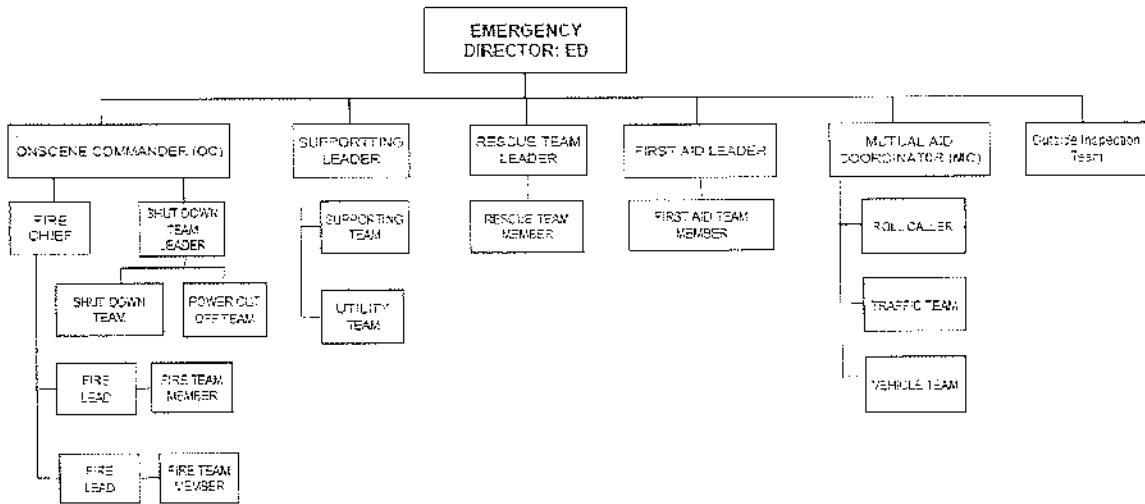 EMERGENCY
DIRECTOR: ED
ONSCENE COMMANDER (OC)
SUPPORTTING
LEADER
RESCUE TEAM
LEADER
FIRST AID LEADER
MUTUAL AID
COORDINATOR (MC)
Outside Inspection
Team
FIRE
CHIEF
SHUT DOWN
TEAM
LEADER
SUPPORTING
TEAM
RESCUE TEAM
MEMBER
FIRST AID TEAM
MEMBER
ROLL CALLER
SHUT DOWN
TEAM
POWER CUT
OFF TEAM
UTILITY
TEAM
TRAFFIC TEAM
FIRE
LEAD
FIRE TEAM
MEMBER
VEHICLE TEAM
FIRE
LEAD
FIRE TEAM
MEMBER